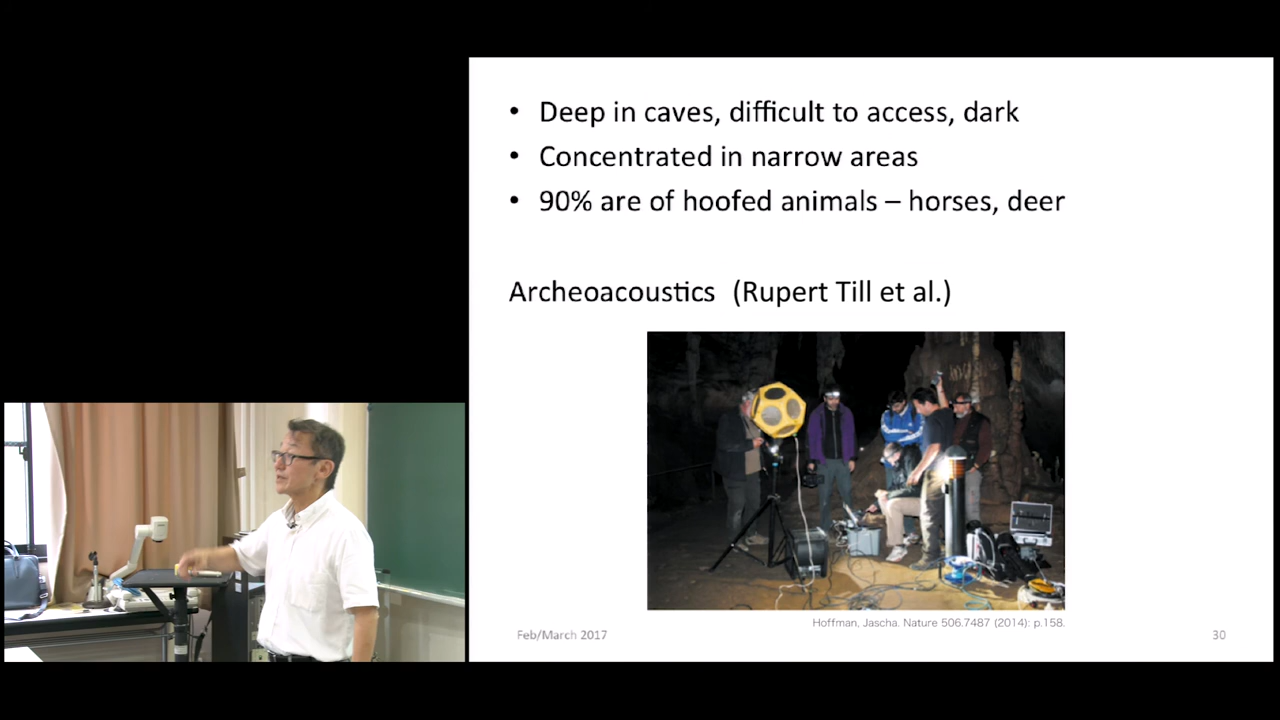 • Deep in caves, difficult to access, dark
• Concentrated in narrow areas
• 90% are of hoofed animals – horses, deer
Archeoacoustics (Rupert Till et al.)
Hoffman, Jascha. Nature 506.7487 (2014): p.158.
Feb/March 2017
30